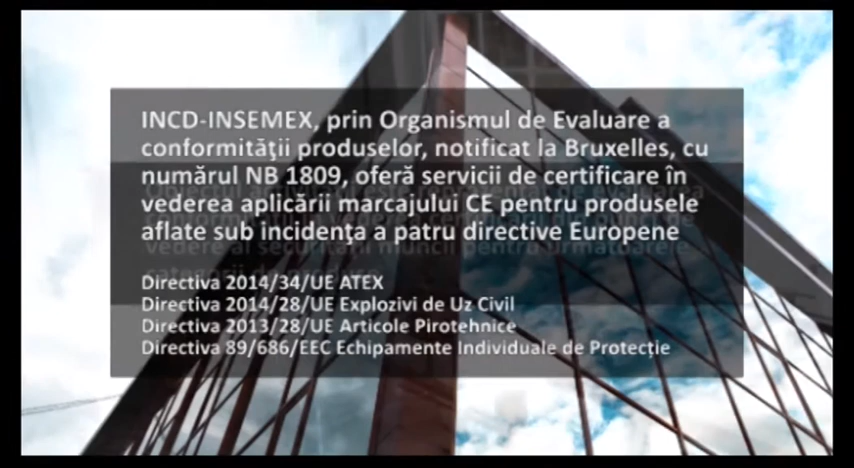 INCD-INSEMEX, prin Organismul de Evaluare a
conformităţii produselor, notificat la Bruxelles, cu
numărul NB 1809, oferă servicii de certificare în
vederea aplicării marcajului CE pentru produsele
aflate sub incidenţa a patru directive Europene
Directiva 2014/34/UE ATEX
Directiva 2014/28/UE Explozivi de Uz Civil
Directiva 2013/28/UE Articole Pirotehnice
Directiva 89/686/EEC Echipamente Individuale de Protecție